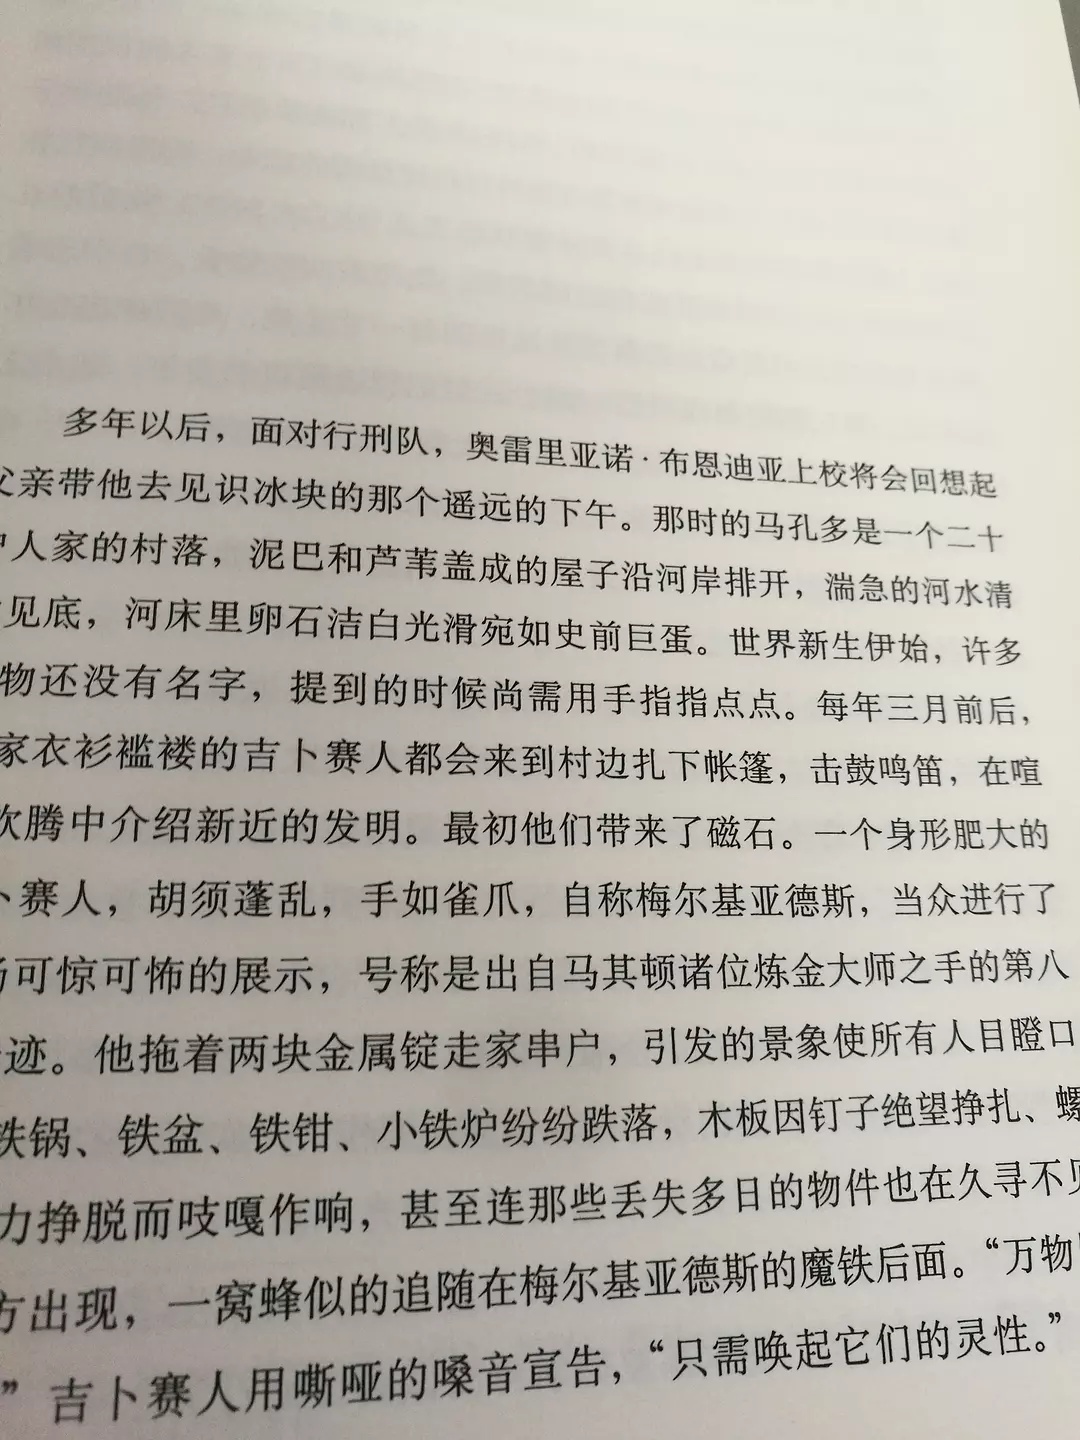 多年以后，面对行刑队，奥雷里亚诺·布恩迪亚上校将会回想起
父亲带他去见识冰块的那个遥远的下午。那时的马孔多是一个二十
户人家的村落，泥巴和芦苇盖成的屋子沿河岸排开，湍急的河水清
见底，河床里卵石洁白光滑宛如史前巨蛋。世界新生伊始，许多
物还没有名字，提到的时候尚需用手指指点点。每年三月前后，
家衣衫褴褛的吉卜赛人都会来到村边扎下帐篷，击鼓鸣笛，在喧
欢腾中介绍新近的发明。最初他们带来了磁石。一个身形肥大的
卜赛人，胡须蓬乱，手如雀爪，自称梅尔基亚德斯，当众进行了
场可惊可怖的展示，号称是出自马其顿诸位炼金大师之手的第八
迹。他拖着两块金属锭走家串户，引发的景象使所有人目瞪口
铁锅、铁盆、铁钳、小铁炉纷纷跌落，木板因钉子绝望挣扎、螺
力挣脱而吱嘎作响，甚至连那些丢失多日的物件也在久寻不见
方出现，一窝蜂似的追随在梅尔基亚德斯的魔铁后面。“万物
”吉卜赛人用嘶哑的嗓音宣告，“只需唤起它们的灵性。”